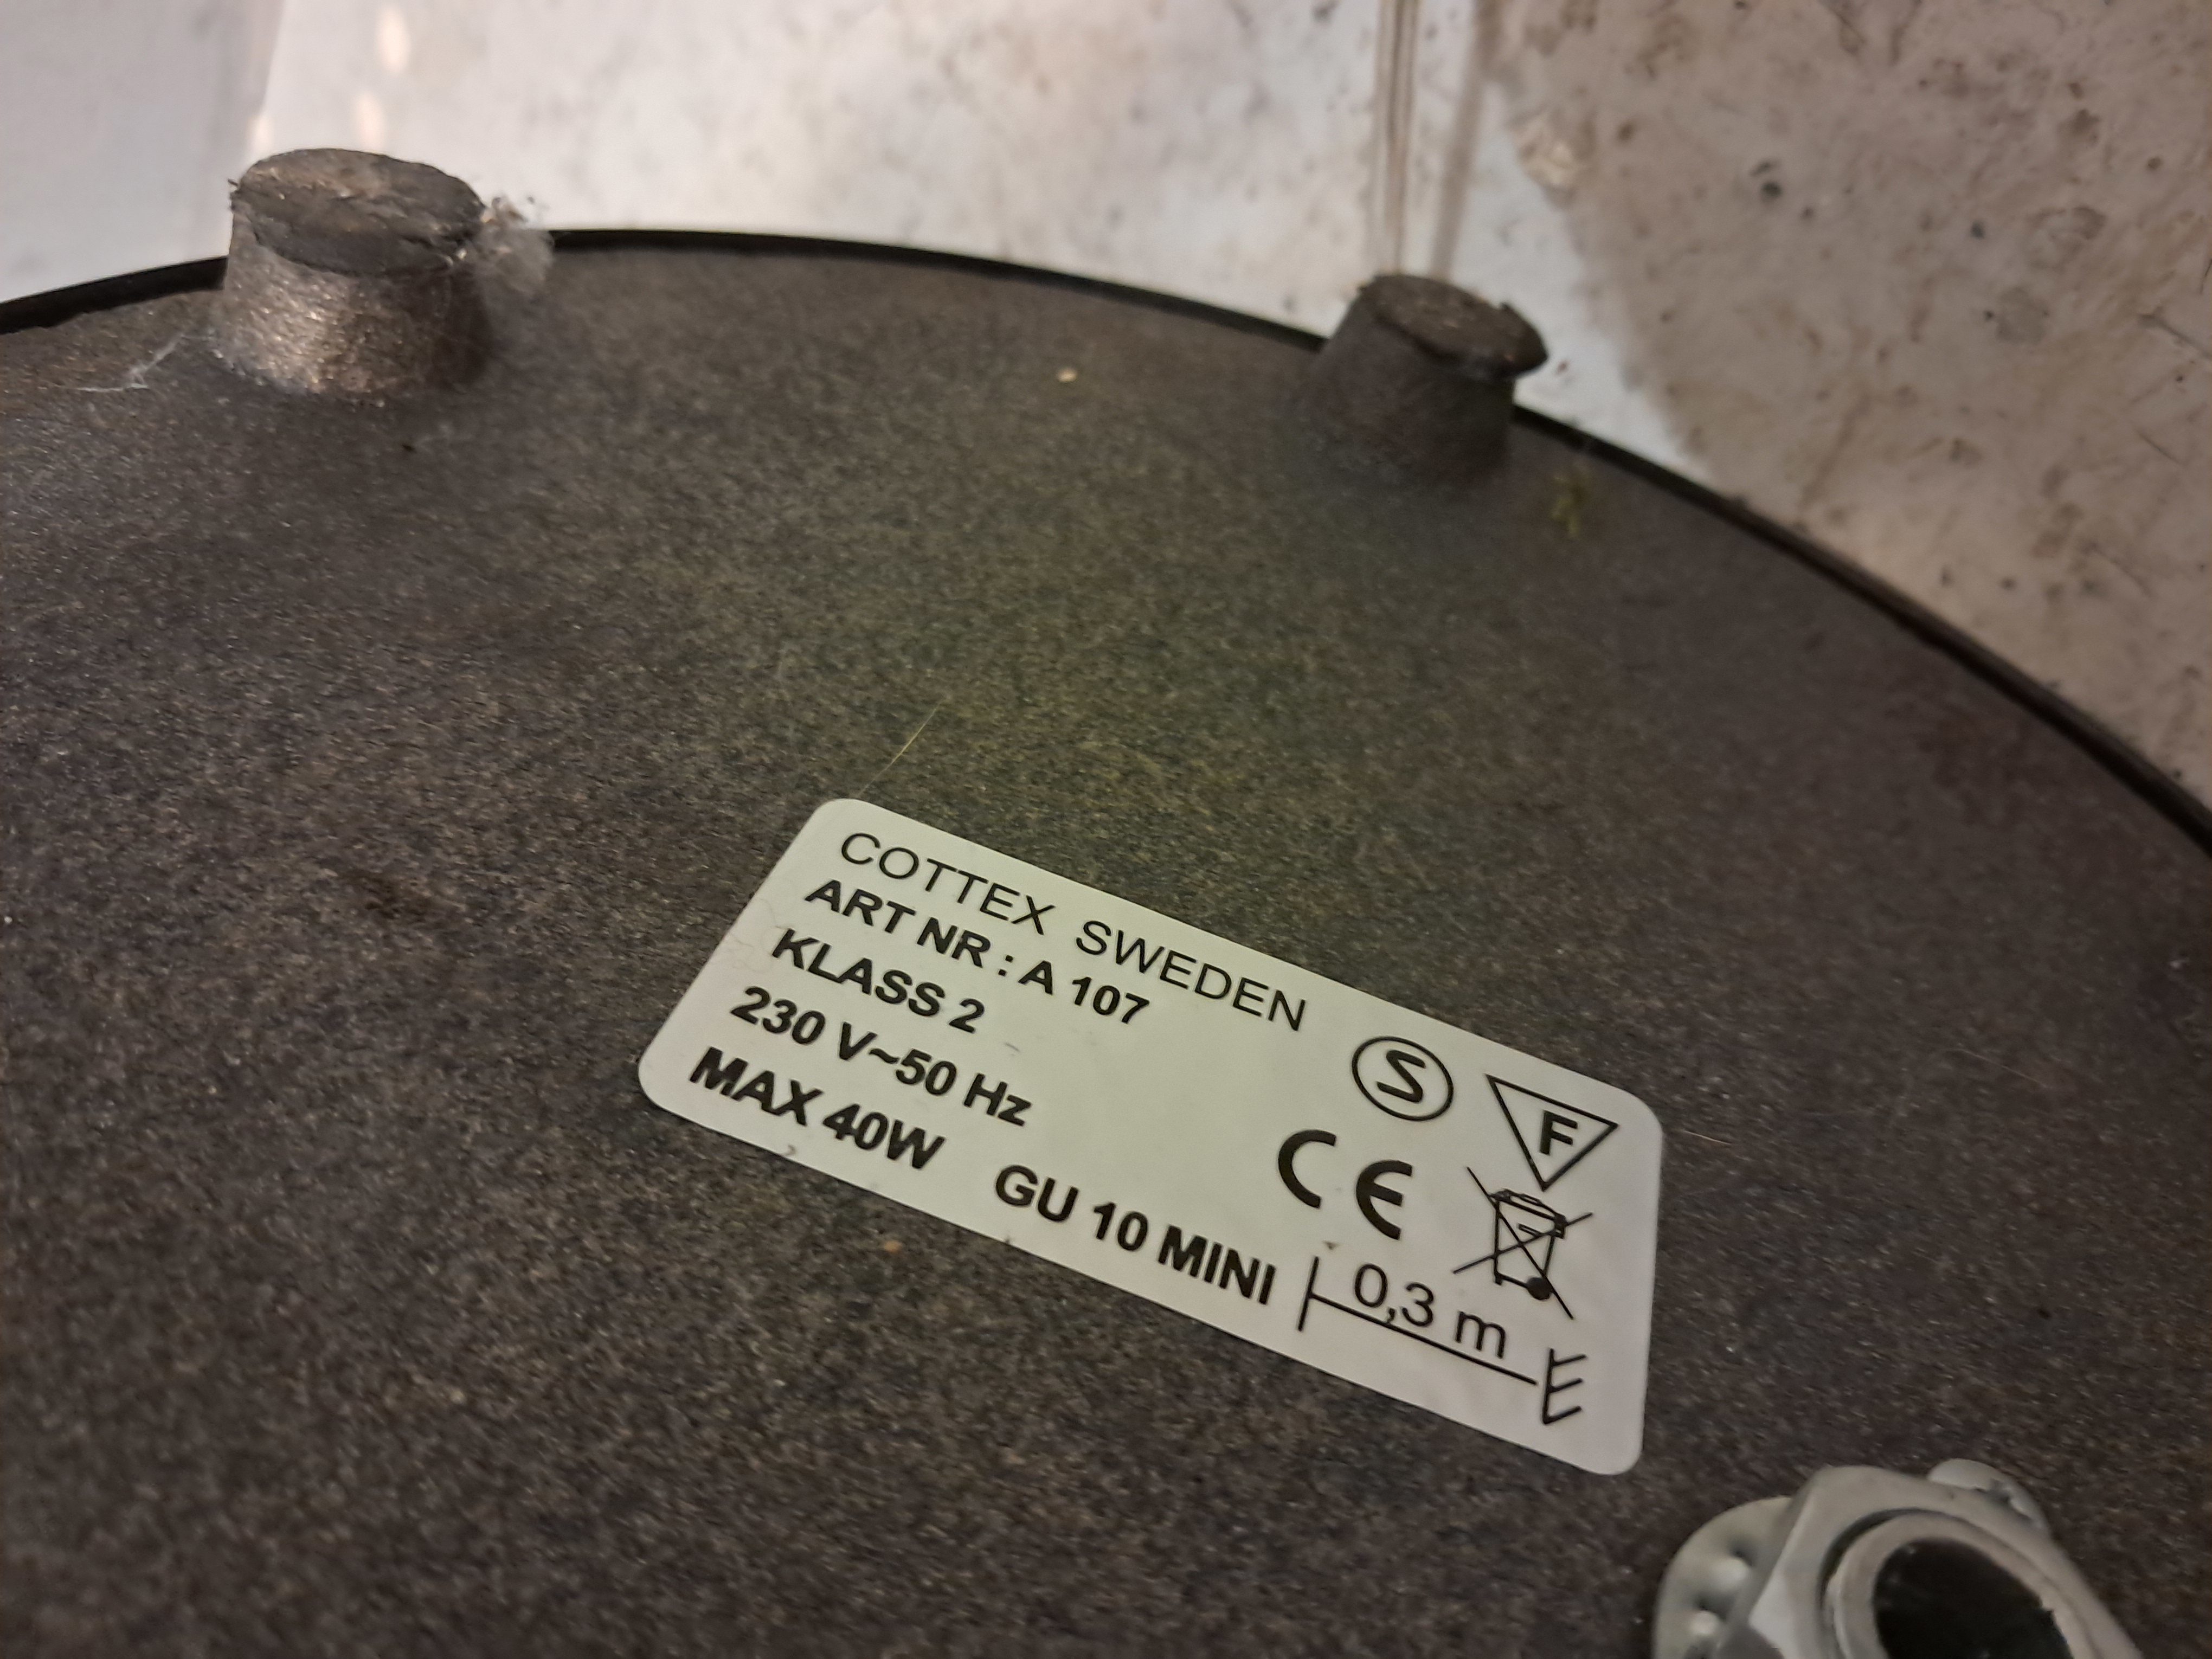 COTTEX SWEDEN
ART NR : A 107
KLASS 2
230 V~50 Hz
MAX 40W GU 10 MINI
S
F
CE
0,3 m